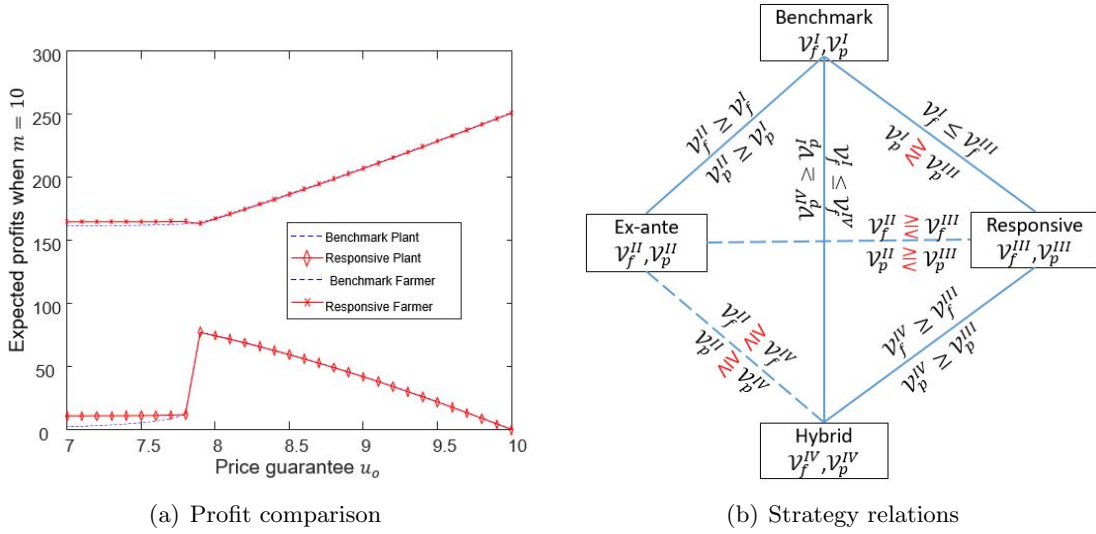 300
250
200
150
100
50
0
7
7.5
8
8.5
9
9.5
10
Expected profits when m = 10
Price guarantee u_o
Benchmark Plant
Responsive Plant
Benchmark Farmer
Responsive Farmer
(a) Profit comparison
Benchmark
𝒱_f^I, 𝒱_p^I
𝒱_f^{II} ≥ 𝒱_f^I
𝒱_p^{II} ≥ 𝒱_p^I
𝒱_f^I ≤ 𝒱_f^{IV}
𝒱_p^I ≤ 𝒱_p^{IV}
𝒱_f^I ≤ 𝒱_f^{III}
𝒱_p^I ⋚ 𝒱_p^{III}
Ex-ante
𝒱_f^{II}, 𝒱_p^{II}
𝒱_f^{II} ⋛ 𝒱_f^{III}
𝒱_p^{II} ⋚ 𝒱_p^{III}
Responsive
𝒱_f^{III}, 𝒱_p^{III}
𝒱_f^{II} ⋛ 𝒱_f^{IV}
𝒱_p^{II} ⋚ 𝒱_p^{IV}
𝒱_f^{IV} ≥ 𝒱_f^{III}
𝒱_p^{IV} ≥ 𝒱_p^{III}
Hybrid
𝒱_f^{IV}, 𝒱_p^{IV}
(b) Strategy relations